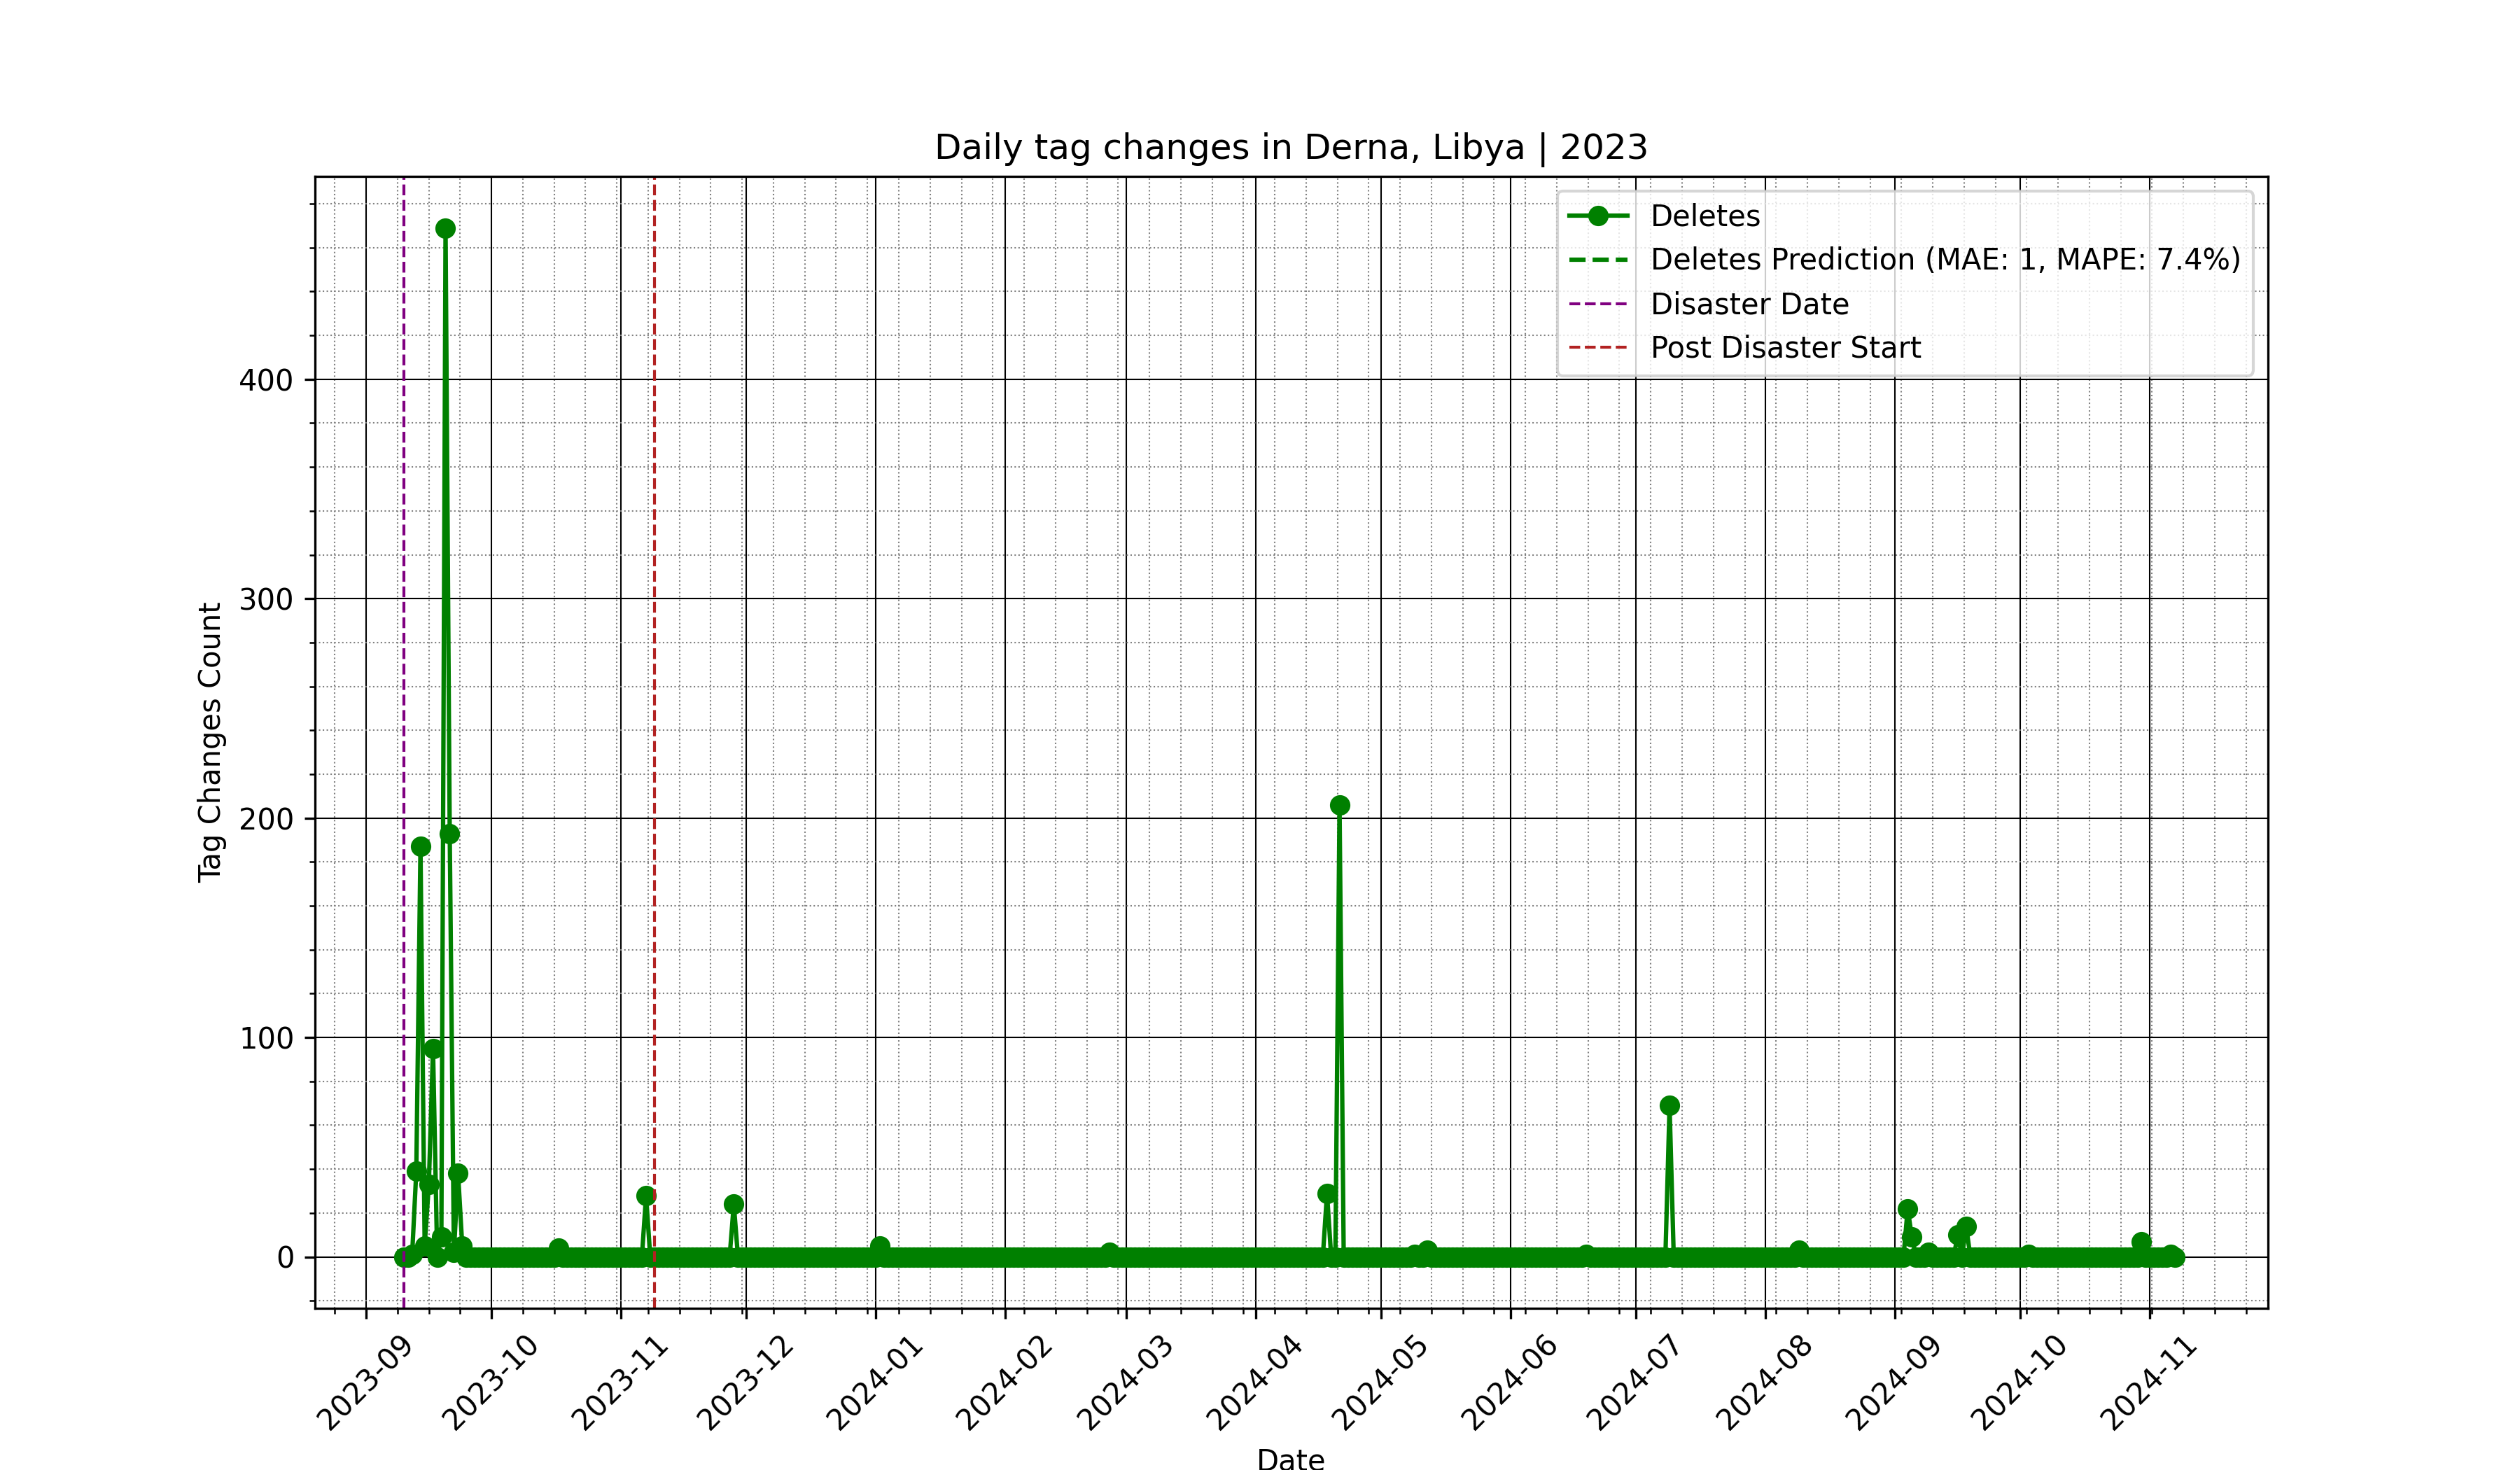 Daily tag changes in Derna, Libya | 2023
Deletes
Deletes Prediction (MAE: 1, MAPE: 7.4%)
Disaster Date
Post Disaster Start
Tag Changes Count
400
300
200
100
0
2023-09
2023-10
2023-11
2023-12
2024-01
2024-02
2024-03
2024-04
2024-05
2024-06
2024-07
2024-08
2024-09
2024-10
2024-11
Date